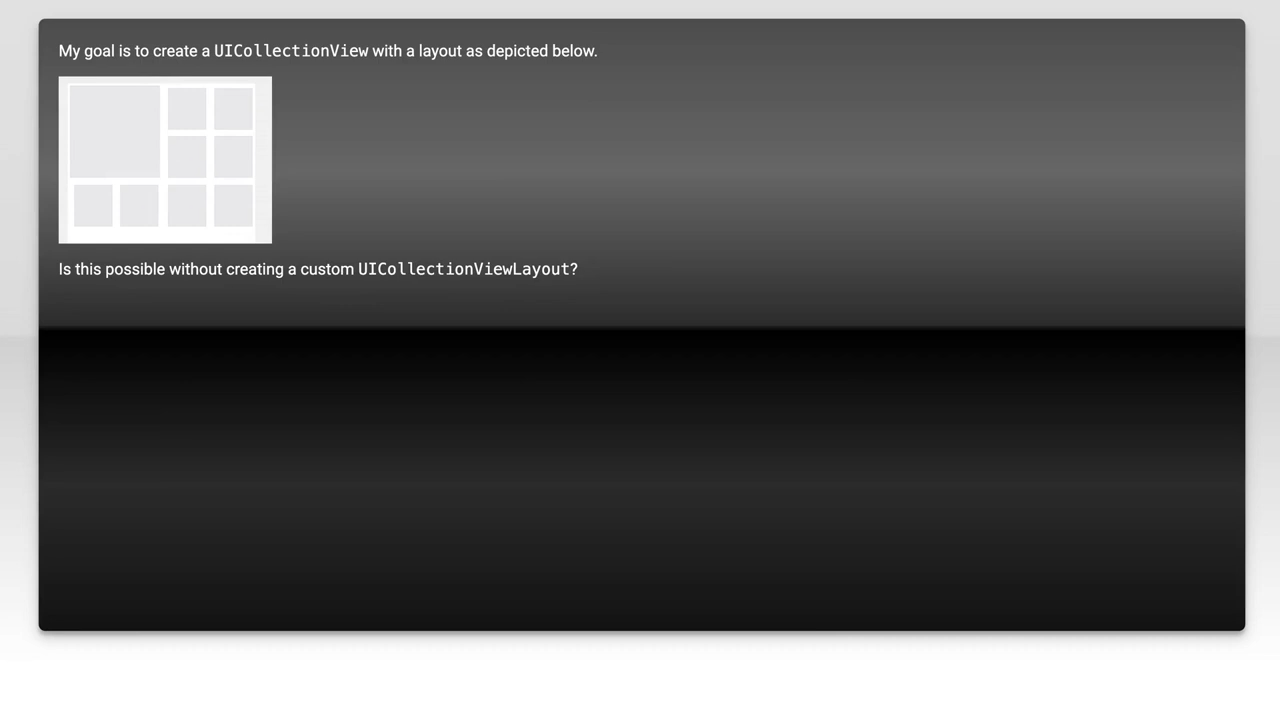 My goal is to create a UICollectionView with a layout as depicted below.
Is this possible without creating a custom UICollectionViewLayout?